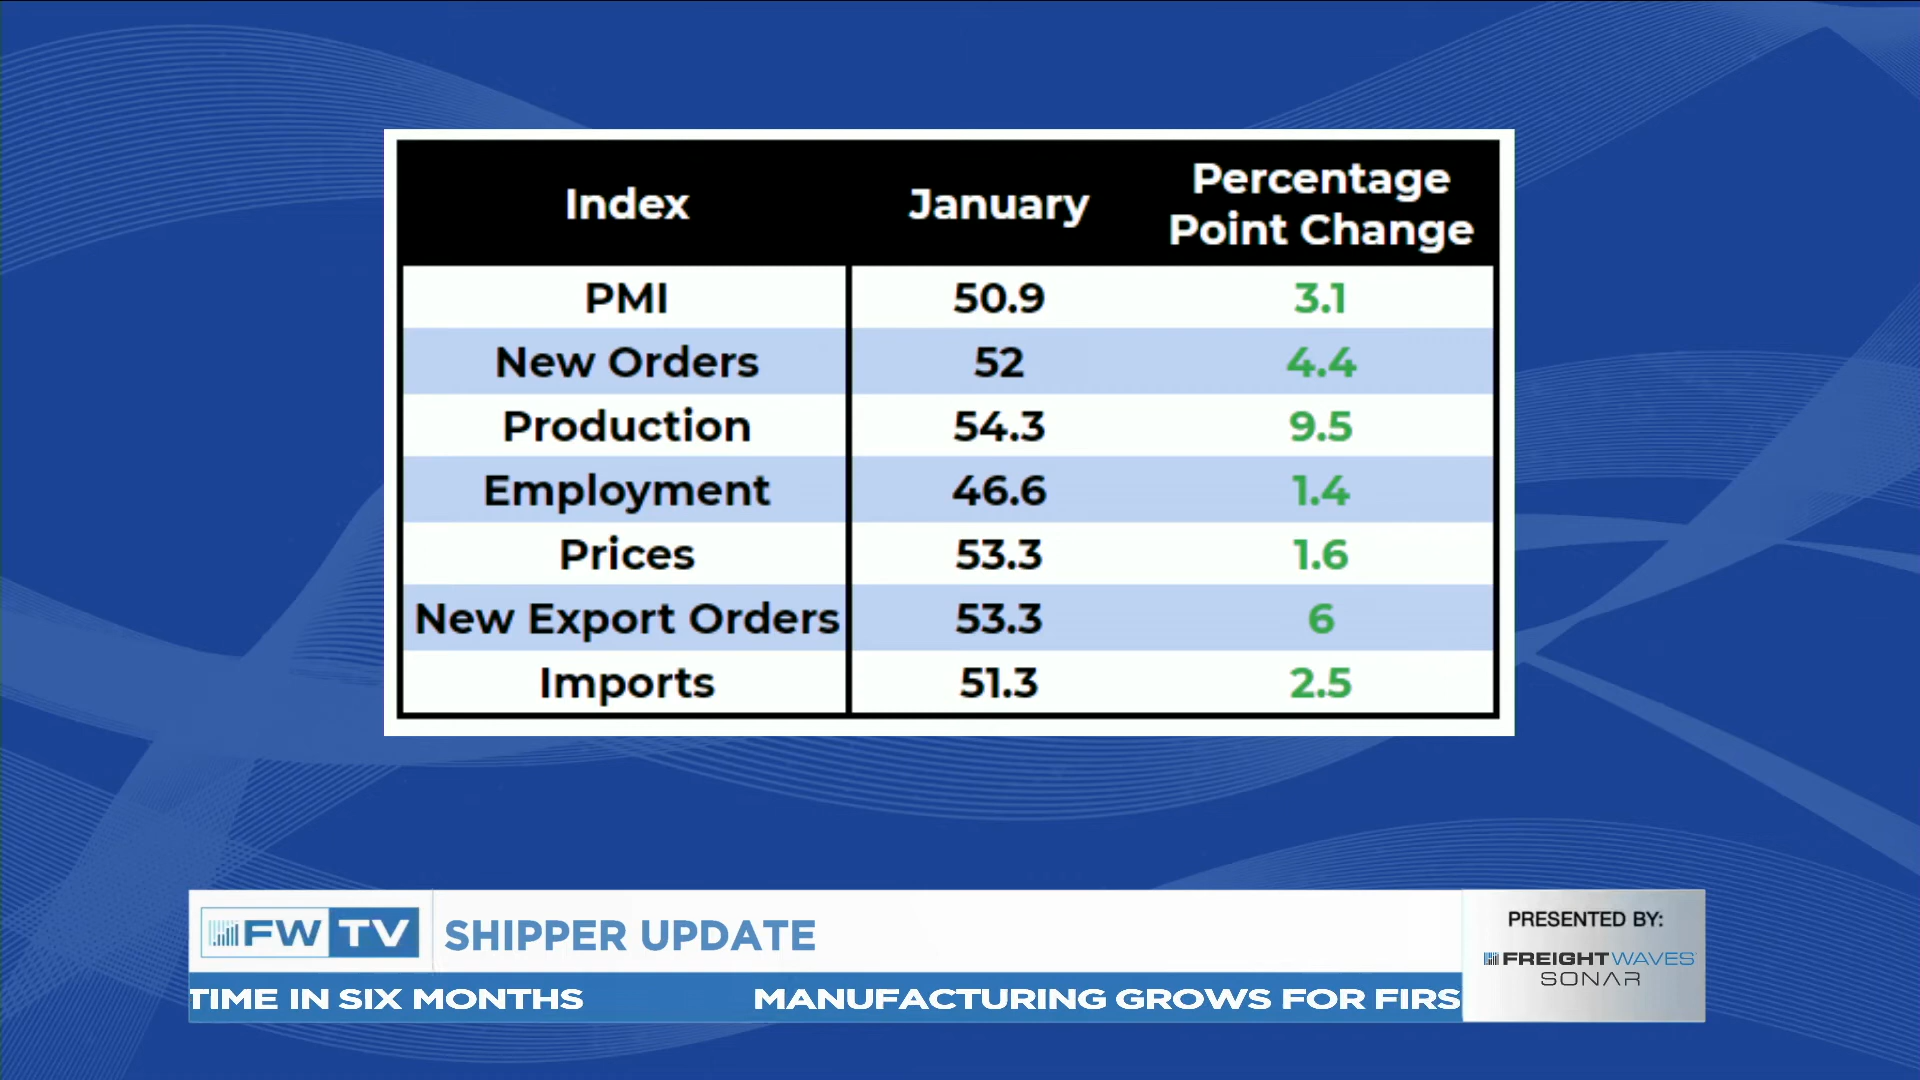 Index January Percentage Point Change
PMI 50.9 3.1
New Orders 52 4.4
Production 54.3 9.5
Employment 46.6 1.4
Prices 53.3 1.6
New Export Orders 53.3 6
Imports 51.3 2.5
FWTV SHIPPER UPDATE
TIME IN SIX MONTHS MANUFACTURING GROWS FOR FIRS
PRESENTED BY:
FREIGHTWAVES
SONAR